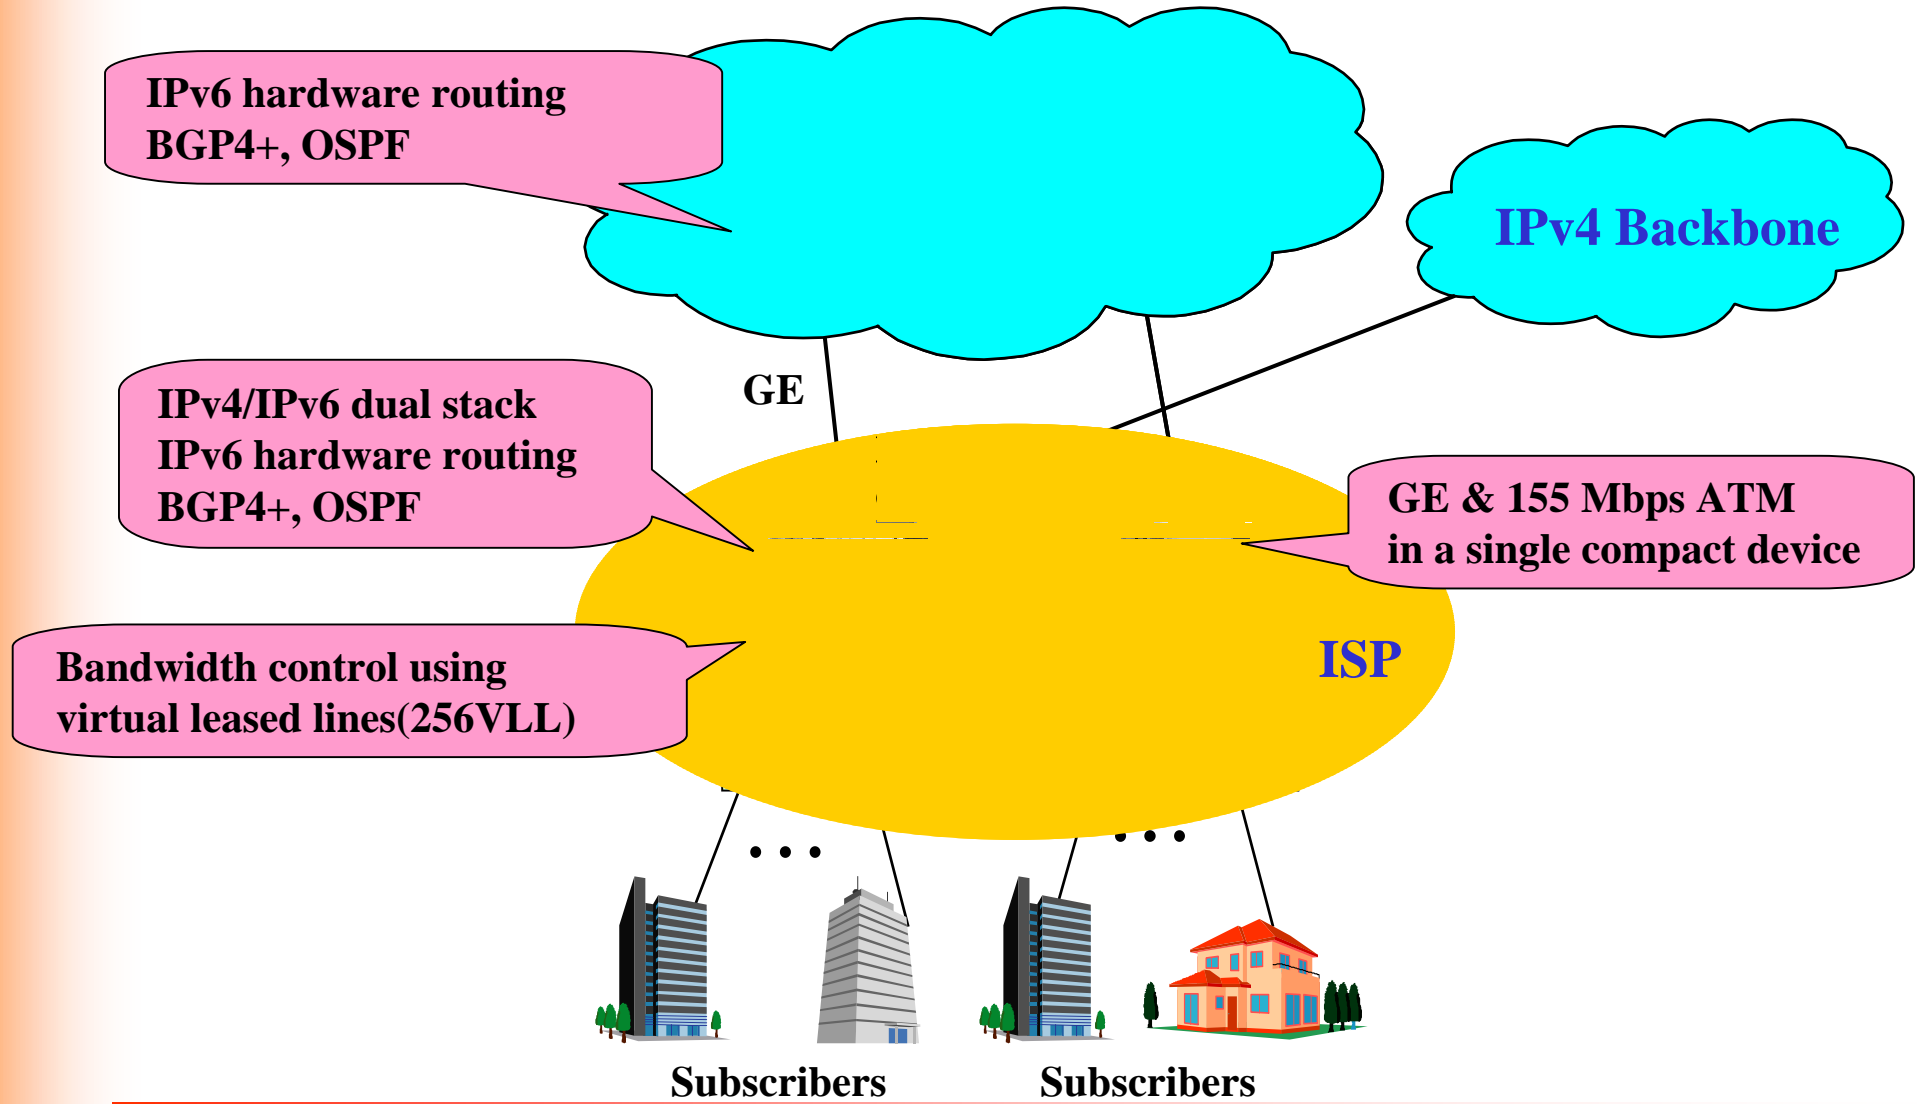 IPv6 hardware routing
BGP4+, OSPF
IPv4 Backbone
GE
IPv4/IPv6 dual stack
IPv6 hardware routing
BGP4+, OSPF
GE & 155 Mbps ATM
in a single compact device
Bandwidth control using
virtual leased lines(256VLL)
ISP
• • •
• • •
Subscribers
Subscribers